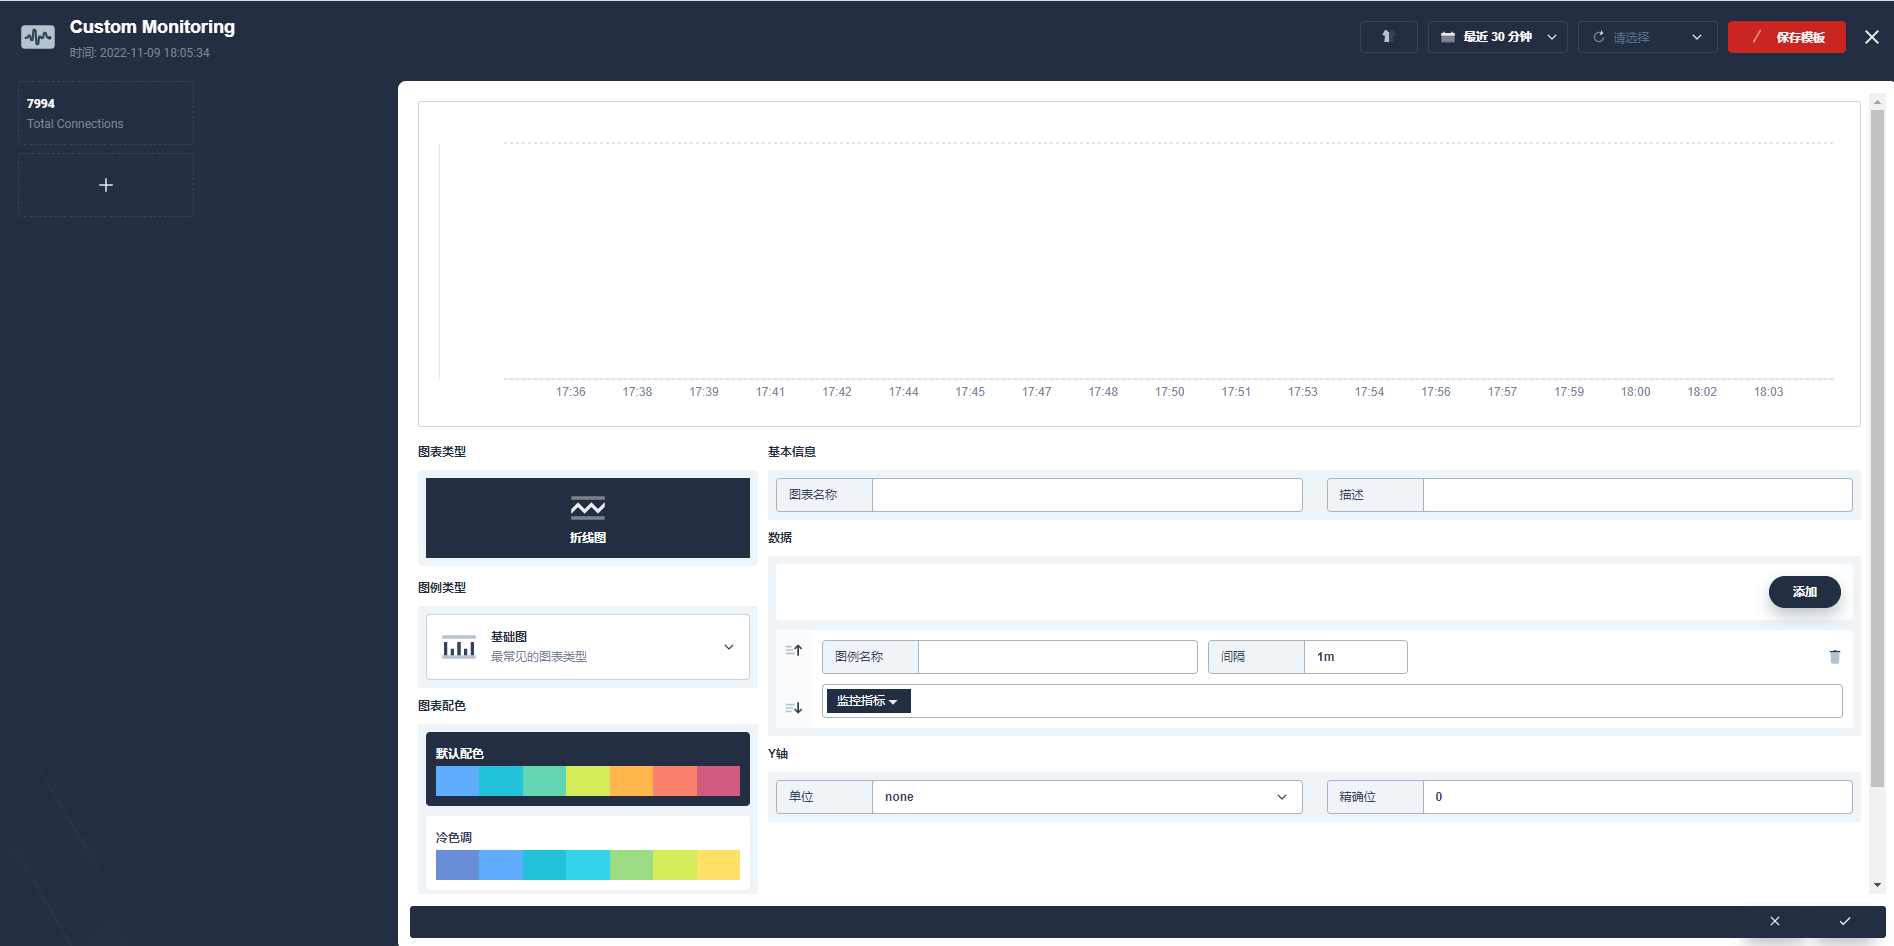 Custom Monitoring
时间: 2022-11-09 18:05:34
最近 30 分钟
请选择
保存模板
7994
Total Connections
17:36 17:38 17:39 17:41 17:42 17:44 17:45 17:47 17:48 17:50 17:51 17:53 17:54 17:56 17:57 17:59 18:00 18:02 18:03
图表类型
折线图
图例类型
基础图
最常见的图表类型
图表配色
默认配色
冷色调
基本信息
图表名称
描述
数据
添加
图例名称
间隔 1m
监控指标
Y轴
单位 none
精确位 0